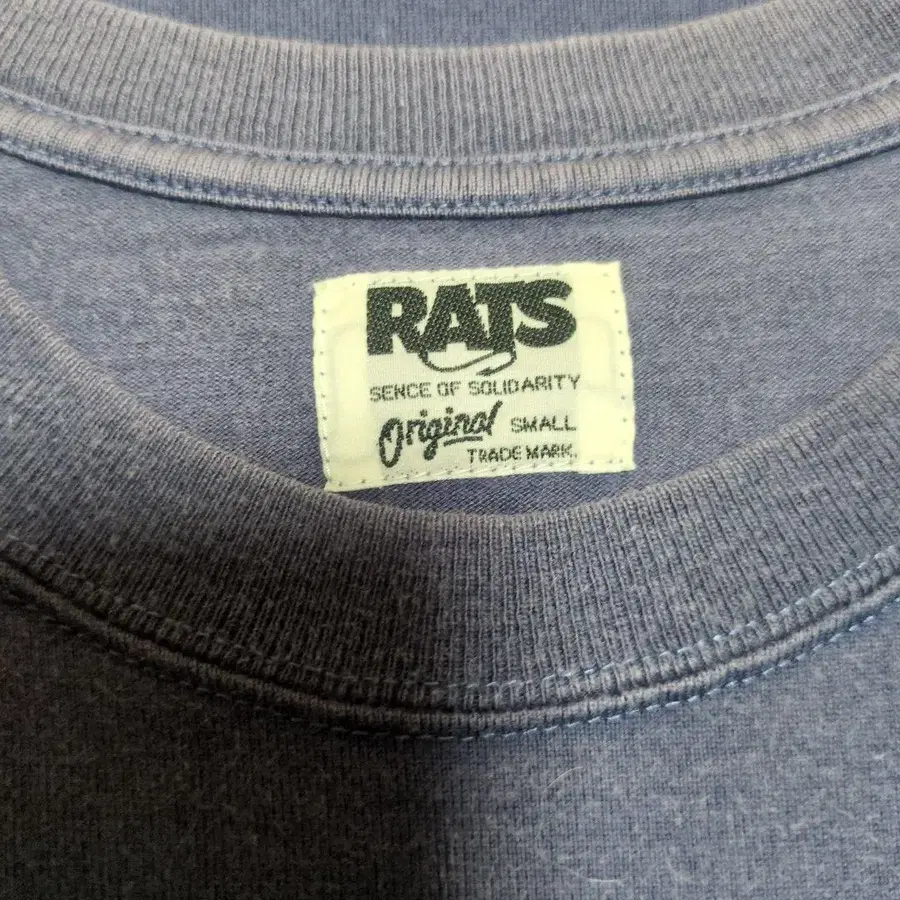 RATS
SENCE OF SOLIDARITY
Original SMALL
TRADE MARK.